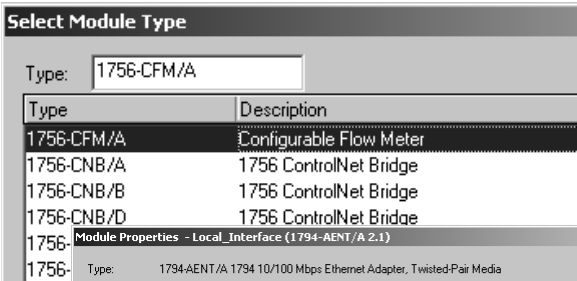 Select Module Type
Type: 1756-CFM/A
Type Description
1756-CFM/A Configurable Flow Meter
1756-CNB/A 1756 ControlNet Bridge
1756-CNB/B 1756 ControlNet Bridge
1756-CNB/D 1756 ControlNet Bridge
1756- Module Properties - Local_Interface (1794-AENT/A 2.1)
1756- Type: 1794-AENT/A 1794 10/100 Mbps Ethernet Adapter, Twisted-Pair Media